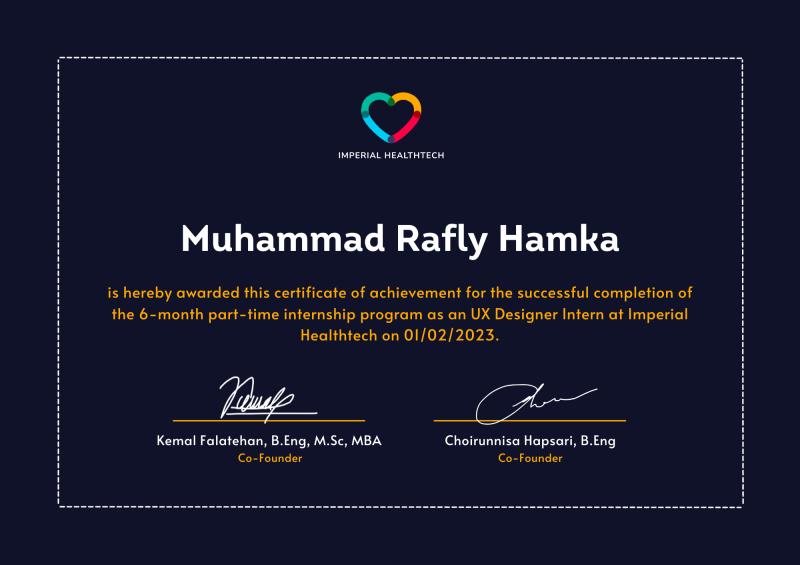 IMPERIAL HEALTHTECH
Muhammad Rafly Hamka
is hereby awarded this certificate of achievement for the successful completion of
the 6-month part-time internship program as an UX Designer Intern at Imperial
Healthtech on 01/02/2023.
Kemal Falatehan, B.Eng, M.Sc, MBA
Choirunnisa Hapsari, B.Eng
Co-Founder
Co-Founder